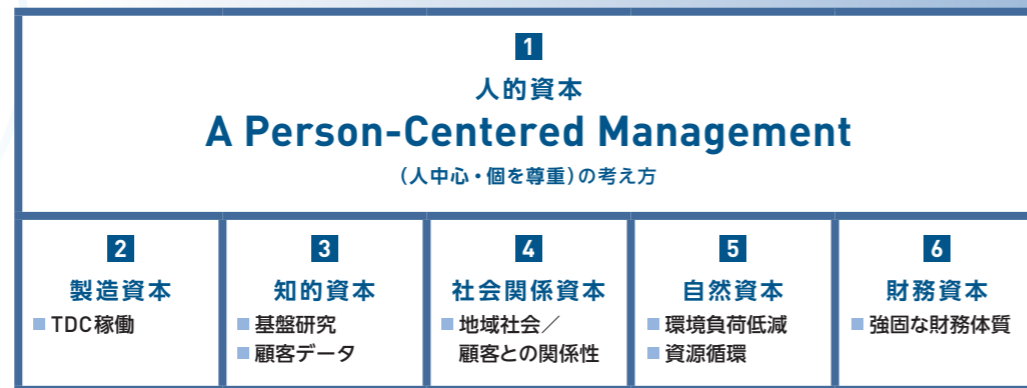 1
人的資本
A Person-Centered Management
（人中心・個を尊重）の考え方
2
製造資本
TDC稼働
3
知的資本
基盤研究
顧客データ
4
社会関係資本
地域社会／
顧客との関係性
5
自然資本
環境負荷低減
資源循環
6
財務資本
強固な財務体質